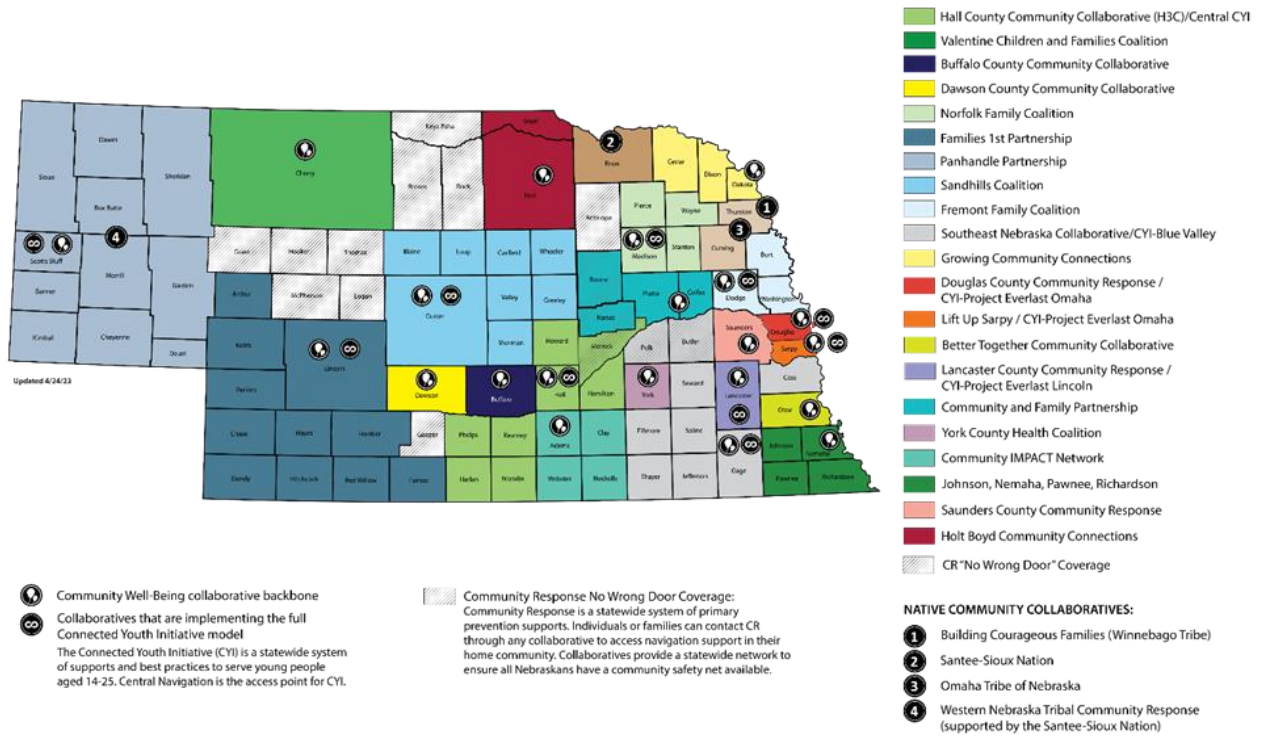 Hall County Community Collaborative (H3C)/Central CYI
Valentine Children and Families Coalition
Buffalo County Community Collaborative
Dawson County Community Collaborative
Norfolk Family Coalition
Families 1st Partnership
Panhandle Partnership
Sandhills Coalition
Fremont Family Coalition
Southeast Nebraska Collaborative/CYI-Blue Valley
Growing Community Connections
Douglas County Community Response /
CYI-Project Everlast Omaha
Lift Up Sarpy / CYI-Project Everlast Omaha
Better Together Community Collaborative
Lancaster County Community Response /
CYI-Project Everlast Lincoln
Community and Family Partnership
York County Health Coalition
Community IMPACT Network
Johnson, Nemaha, Pawnee, Richardson
Saunders County Community Response
Holt Boyd Community Connections
CR "No Wrong Door" Coverage
NATIVE COMMUNITY COLLABORATIVES:
1 Building Courageous Families (Winnebago Tribe)
2 Santee-Sioux Nation
3 Omaha Tribe of Nebraska
4 Western Nebraska Tribal Community Response
(supported by the Santee-Sioux Nation)
Sioux
Dawes
Sheridan
Box Butte
Scotts Bluff
4
Morrill
Banner
Garden
Kimball
Cheyenne
Deuel
Cherry
Keya Paha
Brown
Rock
Boyd
Holt
2
Knox
Cedar
Dixon
Dakota
Antelope
Pierce
Wayne
Thurston
1
3
Madison
Stanton
Cuming
Burt
Grant
Hooker
Thomas
Blaine
Loup
Garfield
Wheeler
Arthur
McPherson
Logan
Custer
Valley
Greeley
Boone
Platte
Colfax
Dodge
Washington
Nance
Keith
Lincoln
Sherman
Howard
Merrick
Polk
Butler
Saunders
Douglas
Sarpy
Perkins
Dawson
Buffalo
Hall
Hamilton
York
Seward
Lancaster
Cass
Otoe
Chase
Hayes
Frontier
Gosper
Phelps
Kearney
Adams
Clay
Fillmore
Saline
Gage
Johnson
Nemaha
Dundy
Hitchcock
Red Willow
Furnas
Harlan
Franklin
Webster
Nuckolls
Thayer
Jefferson
Pawnee
Richardson
Updated 4/24/23
Community Well-Being collaborative backbone
Collaboratives that are implementing the full
Connected Youth Initiative model
The Connected Youth Initiative (CYI) is a statewide system
of supports and best practices to serve young people
aged 14-25. Central Navigation is the access point for CYI.
Community Response No Wrong Door Coverage:
Community Response is a statewide system of primary
prevention supports. Individuals or families can contact CR
through any collaborative to access navigation support in their
home community. Collaboratives provide a statewide network to
ensure all Nebraskans have a community safety net available.